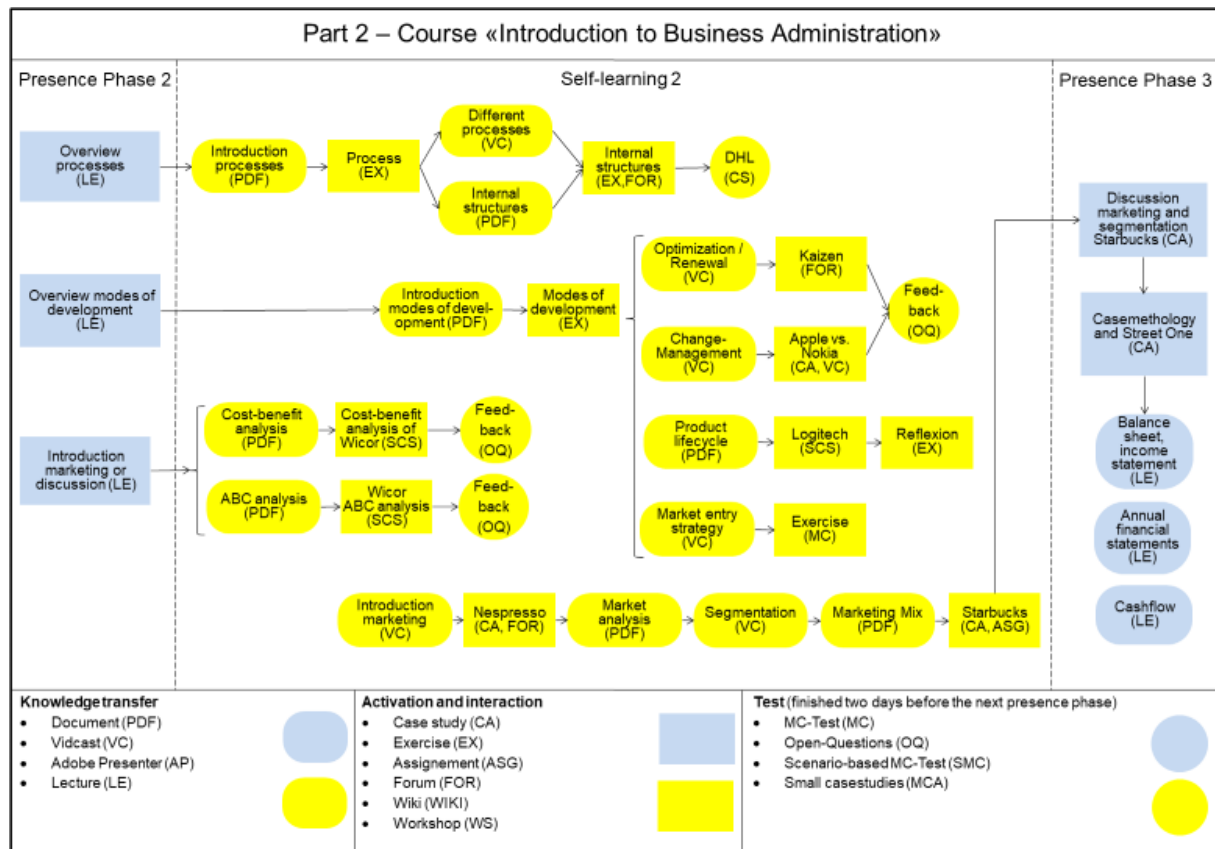 Part 2 – Course «Introduction to Business Administration»
Presence Phase 2
Self-learning 2
Presence Phase 3
Overview
processes
(LE)
Introduction
processes
(PDF)
Process
(EX)
Different
processes
(VC)
Internal
structures
(PDF)
Internal
structures
(EX,FOR)
DHL
(CS)
Overview modes of
development
(LE)
Introduction
modes of devel-
opment (PDF)
Modes of
development
(EX)
Optimization /
Renewal
(VC)
Kaizen
(FOR)
Change-
Management
(VC)
Apple vs.
Nokia
(CA, VC)
Feed-
back
(OQ)
Product
lifecycle
(PDF)
Logitech
(SCS)
Reflexion
(EX)
Market entry
strategy
(VC)
Exercise
(MC)
Introduction
marketing or
discussion (LE)
Cost-benefit
analysis
(PDF)
Cost-benefit
analysis of
Wicor (SCS)
Feed-
back
(OQ)
ABC analysis
(PDF)
Wicor
ABC analysis
(SCS)
Feed-
back
(OQ)
Introduction
marketing
(VC)
Nespresso
(CA, FOR)
Market
analysis
(PDF)
Segmentation
(VC)
Marketing Mix
(PDF)
Starbucks
(CA, ASG)
Discussion
marketing and
segmentation
Starbucks (CA)
Casemethology
and Street One
(CA)
Balance
sheet,
income
statement
(LE)
Annual
financial
statements
(LE)
Cashflow
(LE)
Knowledge transfer
• Document (PDF)
• Vidcast (VC)
• Adobe Presenter (AP)
• Lecture (LE)
Activation and interaction
• Case study (CA)
• Exercise (EX)
• Assignement (ASG)
• Forum (FOR)
• Wiki (WIKI)
• Workshop (WS)
Test (finished two days before the next presence phase)
• MC-Test (MC)
• Open-Questions (OQ)
• Scenario-based MC-Test (SMC)
• Small casestudies (MCA)